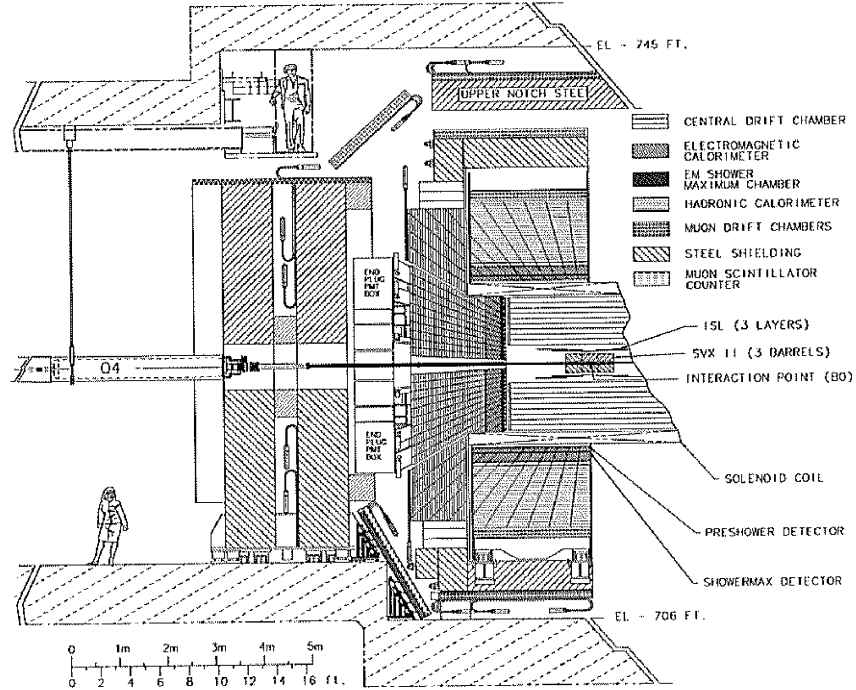 EL - 745 FT.
UPPER NOTCH STEEL
CENTRAL DRIFT CHAMBER
ELECTROMAGNETIC
CALORIMETER
EM SHOWER
MAXIMUM CHAMBER
HADRONIC CALORIMETER
MUON DRIFT CHAMBERS
STEEL SHIELDING
MUON SCINTILLATOR
COUNTER
END
PLUG
PMT
BOX
ISL (3 LAYERS)
SVX II (3 BARRELS)
INTERACTION POINT (B0)
Q4
END
PLUG
PMT
BOX
SOLENOID COIL
PRESHOWER DETECTOR
SHOWERMAX DETECTOR
EL - 706 FT.
0 1m 2m 3m 4m 5m
0 2 4 6 8 10 12 14 16 ft.